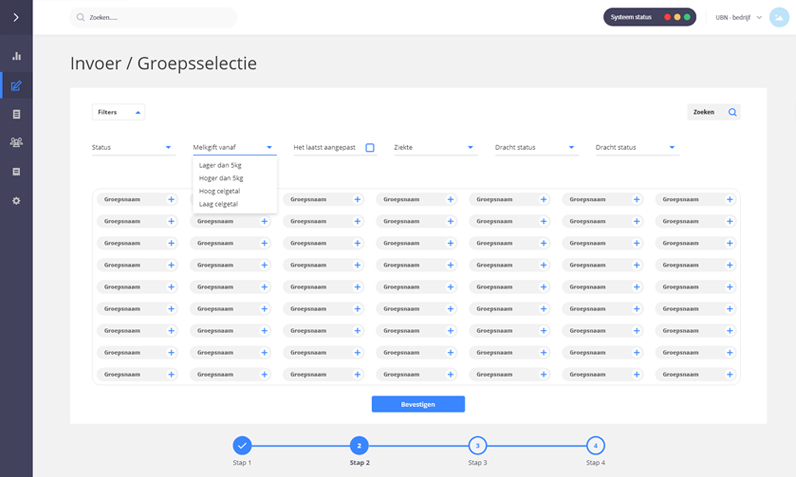 Zoeken.....
Systeem status
UBN - bedrijf
Invoer / Groepsselectie
Filters
Zoeken
Status
Melkgift vanaf
Het laatst aangepast
Ziekte
Dracht status
Dracht status
Lager dan 5kg
Hoger dan 5kg
Hoog celgetal
Laag celgetal
Groepsnaam + + Groepsnaam + Groepsnaam + Groepsnaam + Groepsnaam + Groepsnaam +
Groepsnaam + Groepsnaam + Groepsnaam + Groepsnaam + Groepsnaam + Groepsnaam + Groepsnaam +
Groepsnaam + Groepsnaam + Groepsnaam + Groepsnaam + Groepsnaam + Groepsnaam + Groepsnaam +
Groepsnaam + Groepsnaam + Groepsnaam + Groepsnaam + Groepsnaam + Groepsnaam + Groepsnaam +
Groepsnaam + Groepsnaam + Groepsnaam + Groepsnaam + Groepsnaam + Groepsnaam + Groepsnaam +
Groepsnaam + Groepsnaam + Groepsnaam + Groepsnaam + Groepsnaam + Groepsnaam + Groepsnaam +
Groepsnaam + Groepsnaam + Groepsnaam + Groepsnaam + Groepsnaam + Groepsnaam + Groepsnaam +
Groepsnaam + Groepsnaam + Groepsnaam + Groepsnaam + Groepsnaam + Groepsnaam + Groepsnaam +
Groepsnaam + Groepsnaam + Groepsnaam + Groepsnaam + Groepsnaam + Groepsnaam + Groepsnaam +
Bevestigen
2 3 4
Stap 1 Stap 2 Stap 3 Stap 4